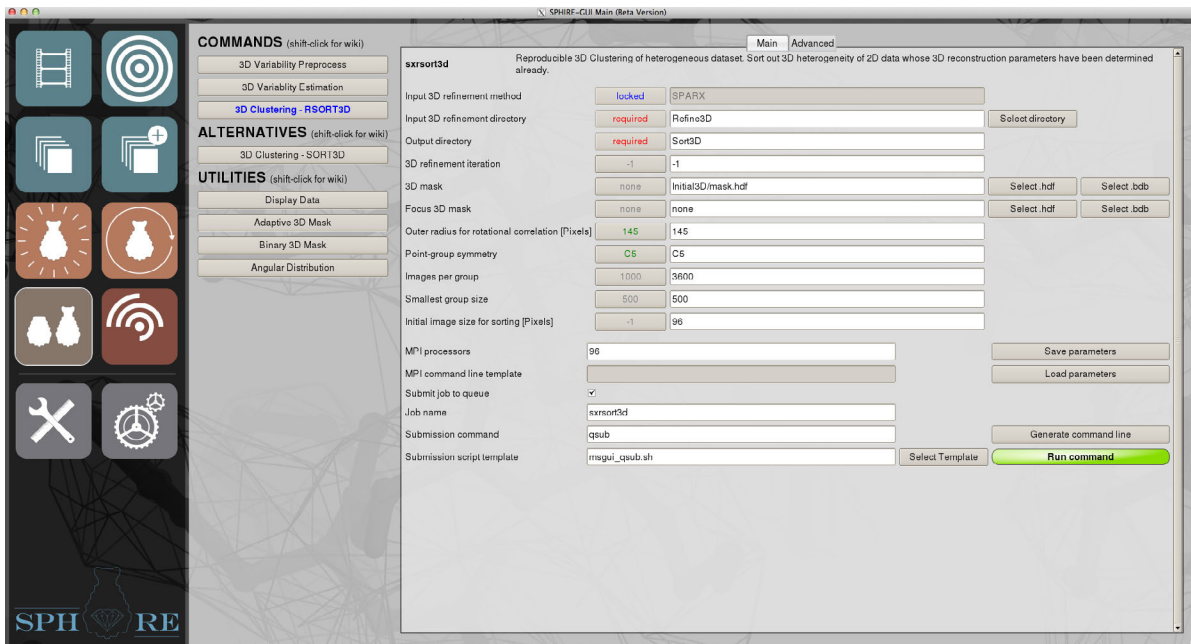 SPHIRE-GUI Main (Beta Version)
COMMANDS (shift-click for wiki)
3D Variability Preprocess
3D Variability Estimation
3D Clustering - RSORT3D
ALTERNATIVES (shift-click for wiki)
3D Clustering - SORT3D
UTILITIES (shift-click for wiki)
Display Data
Adaptive 3D Mask
Binary 3D Mask
Angular Distribution
SPHIRE
Main Advanced
sxrsort3d Reproducible 3D Clustering of heterogeneous dataset. Sort out 3D heterogeneity of 2D data whose 3D reconstruction parameters have been determined
already.
Input 3D refinement method locked SPARX
Input 3D refinement directory required Refine3D Select directory
Output directory required Sort3D
3D refinement iteration -1 -1
3D mask none Initial3D/mask.hdf Select .hdf Select .bdb
Focus 3D mask none none Select .hdf Select .bdb
Outer radius for rotational correlation [Pixels] 145 145
Point-group symmetry C5 C5
Images per group 1000 3600
Smallest group size 500 500
Initial image size for sorting [Pixels] -1 96
MPI processors 96 Save parameters
MPI command line template Load parameters
Submit job to queue
Job name sxrsort3d
Submission command qsub Generate command line
Submission script template msgui_qsub.sh Select Template Run command